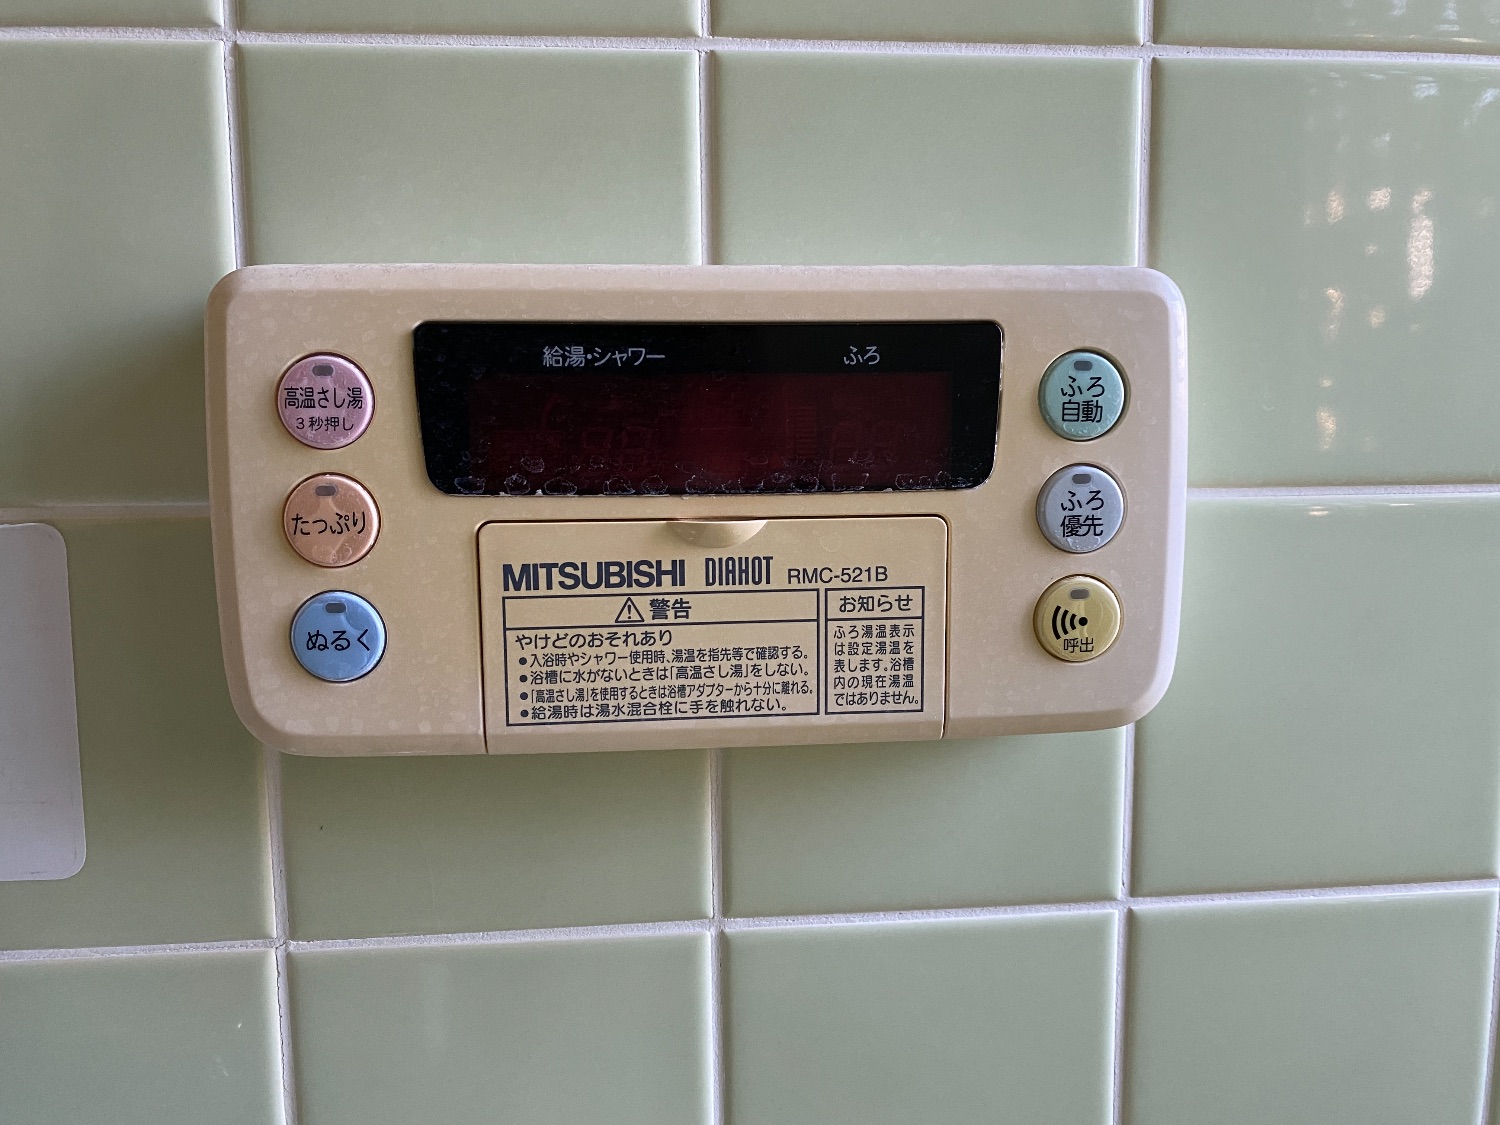 給湯・シャワー ふろ
高温さし湯
3秒押し
たっぷり
ぬるく
ふろ
自動
ふろ
優先
呼出
MITSUBISHI DIAHOT RMC-521B
警告
やけどのおそれあり
●入浴時やシャワー使用時、湯温を指先等で確認する。
●浴槽に水がないときは「高温さし湯」をしない。
●「高温さし湯」を使用するときは浴槽アダプターから十分に離れる。
●給湯時は湯水混合栓に手を触れない。
お知らせ
ふろ湯温表示
は設定湯温を
表します。浴槽
内の現在湯温
ではありません。